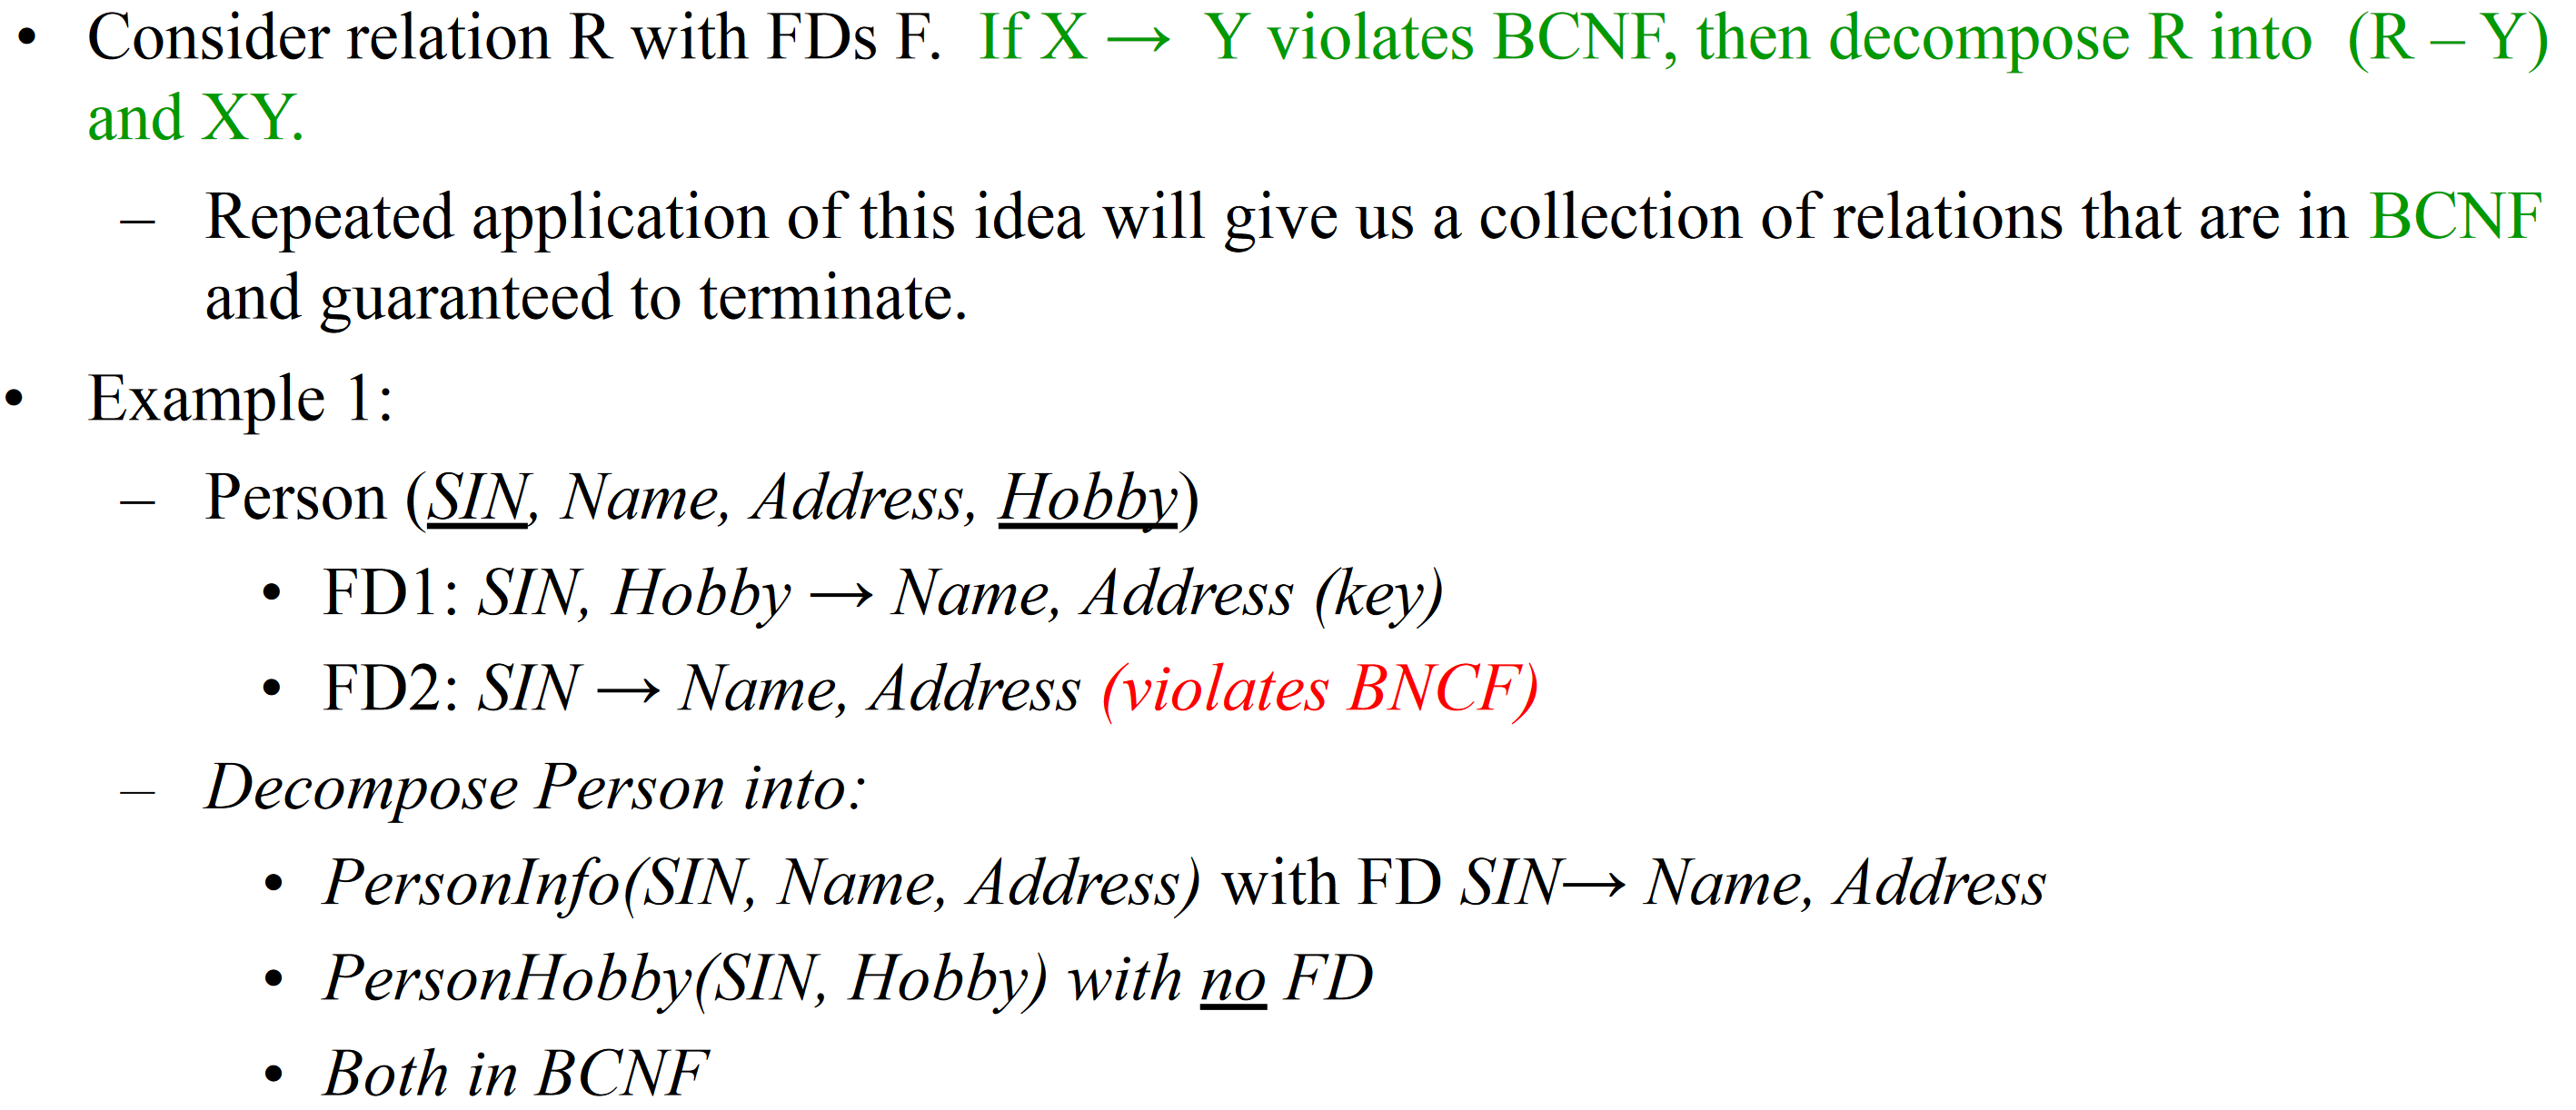 • Consider relation R with FDs F. If X → Y violates BCNF, then decompose R into (R – Y)
and XY.
– Repeated application of this idea will give us a collection of relations that are in BCNF
and guaranteed to terminate.
• Example 1:
– Person (SIN, Name, Address, Hobby)
• FD1: SIN, Hobby → Name, Address (key)
• FD2: SIN → Name, Address (violates BNCF)
– Decompose Person into:
• PersonInfo(SIN, Name, Address) with FD SIN→ Name, Address
• PersonHobby(SIN, Hobby) with no FD
• Both in BCNF